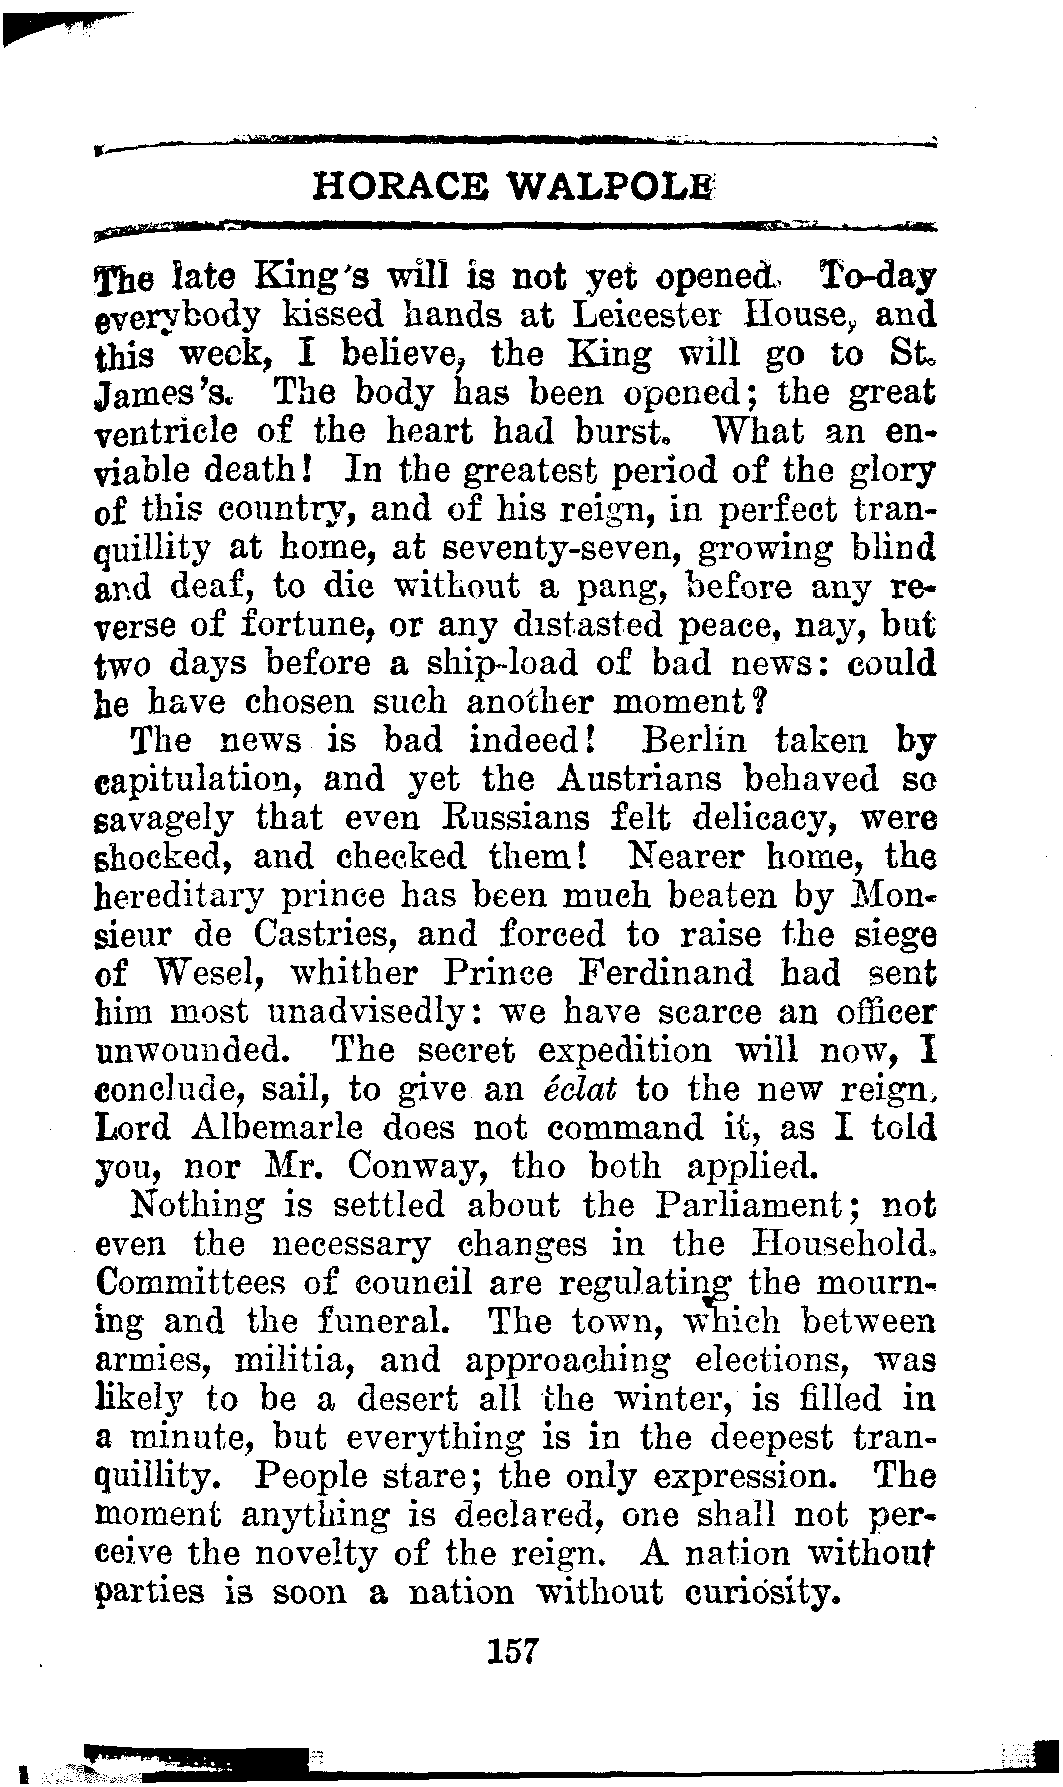 HORACE WALPOLE
The late King's will is not yet opened. To-day
everybody kissed hands at Leicester House, and
this week, I believe, the King will go to St.
James's. The body has been opened; the great
ventricle of the heart had burst. What an en-
viable death! In the greatest period of the glory
of this country, and of his reign, in perfect tran-
quillity at home, at seventy-seven, growing blind
and deaf, to die without a pang, before any re-
verse of fortune, or any distasted peace, nay, but
two days before a ship-load of bad news: could
he have chosen such another moment?
The news is bad indeed! Berlin taken by
capitulation, and yet the Austrians behaved so
savagely that even Russians felt delicacy, were
shocked, and checked them! Nearer home, the
hereditary prince has been much beaten by Mon-
sieur de Castries, and forced to raise the siege
of Wesel, whither Prince Ferdinand had sent
him most unadvisedly: we have scarce an officer
unwounded. The secret expedition will now, I
conclude, sail, to give an éclat to the new reign.
Lord Albemarle does not command it, as I told
you, nor Mr. Conway, tho both applied.
Nothing is settled about the Parliament; not
even the necessary changes in the Household.
Committees of council are regulating the mourn-
ing and the funeral. The town, which between
armies, militia, and approaching elections, was
likely to be a desert all the winter, is filled in
a minute, but everything is in the deepest tran-
quillity. People stare; the only expression. The
moment anything is declared, one shall not per-
ceive the novelty of the reign. A nation without
parties is soon a nation without curiosity.
157